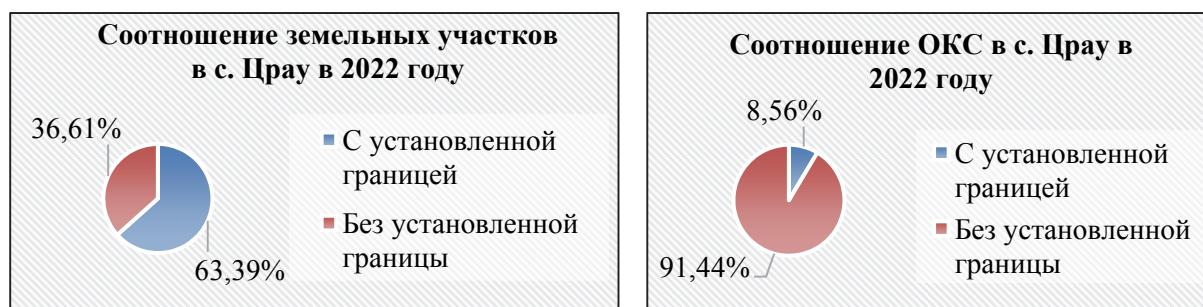 Соотношение земельных участков
в с. Црау в 2022 году
36,61%
С установленной
границей
Без установленной
границы
63,39%
Соотношение ОКС в с. Црау в
2022 году
8,56%
С установленной
границей
Без установленной
границы
91,44%